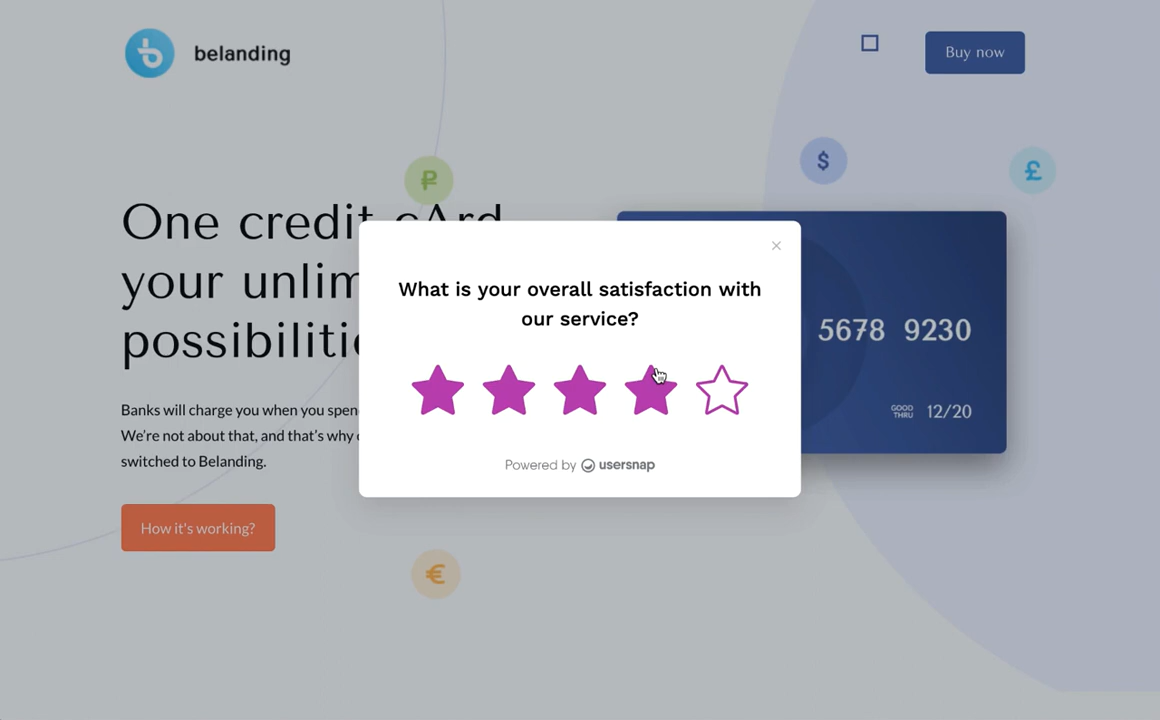 belanding
Buy now
₽
$
£
One credit cArd
your unlim
possibilitie
Banks will charge you when you spen
We're not about that, and that's why
switched to Belanding.
How it's working?
5678 9230
GOOD
THRU 12/20
€
What is your overall satisfaction with
our service?
Powered by usersnap